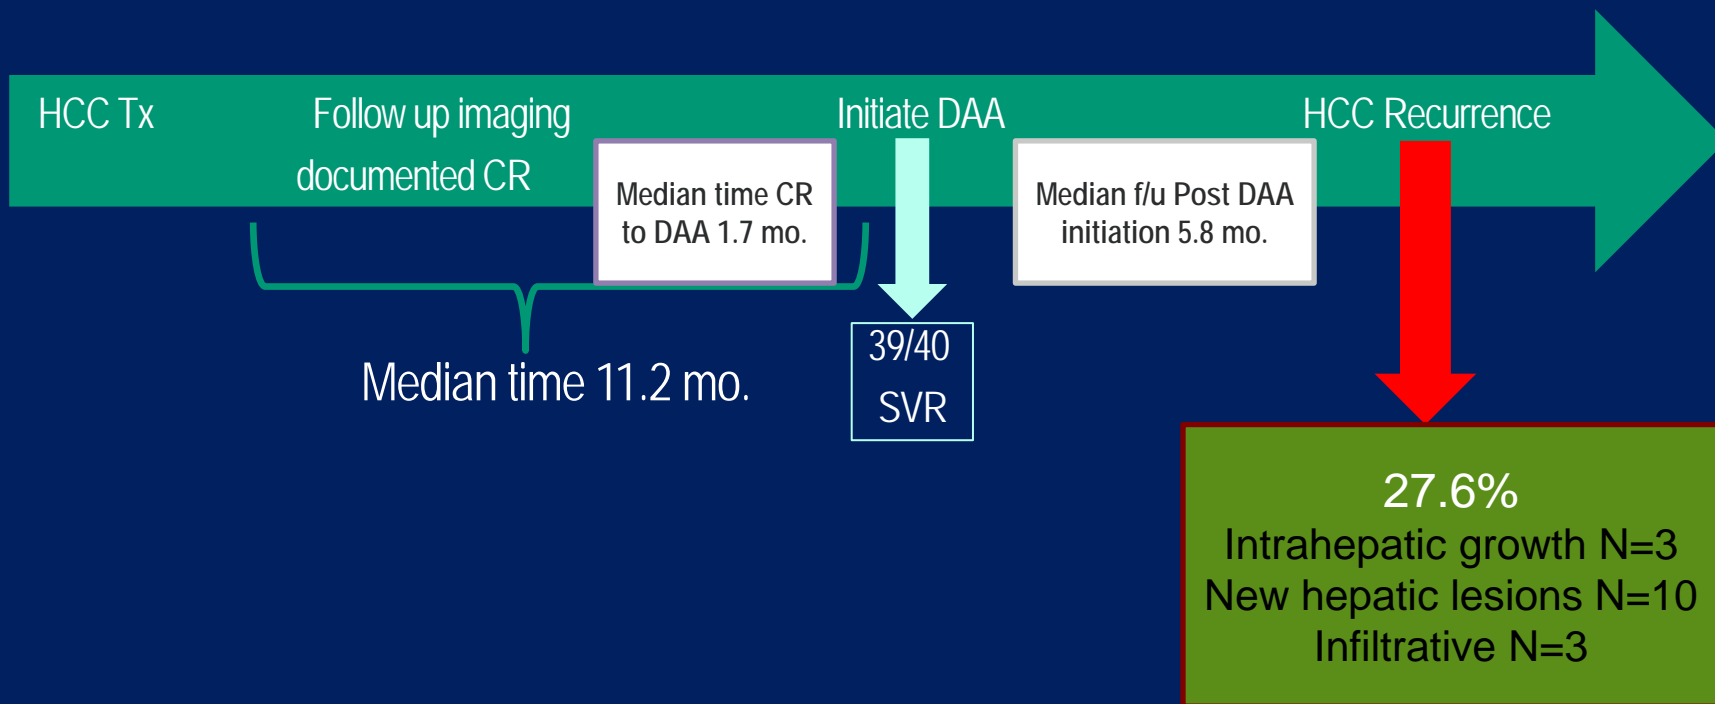 HCC Tx
Follow up imaging
documented CR
Median time CR
to DAA 1.7 mo.
Initiate DAA
Median f/u Post DAA
initiation 5.8 mo.
HCC Recurrence
Median time 11.2 mo.
39/40
SVR
27.6%
Intrahepatic growth N=3
New hepatic lesions N=10
Infiltrative N=3